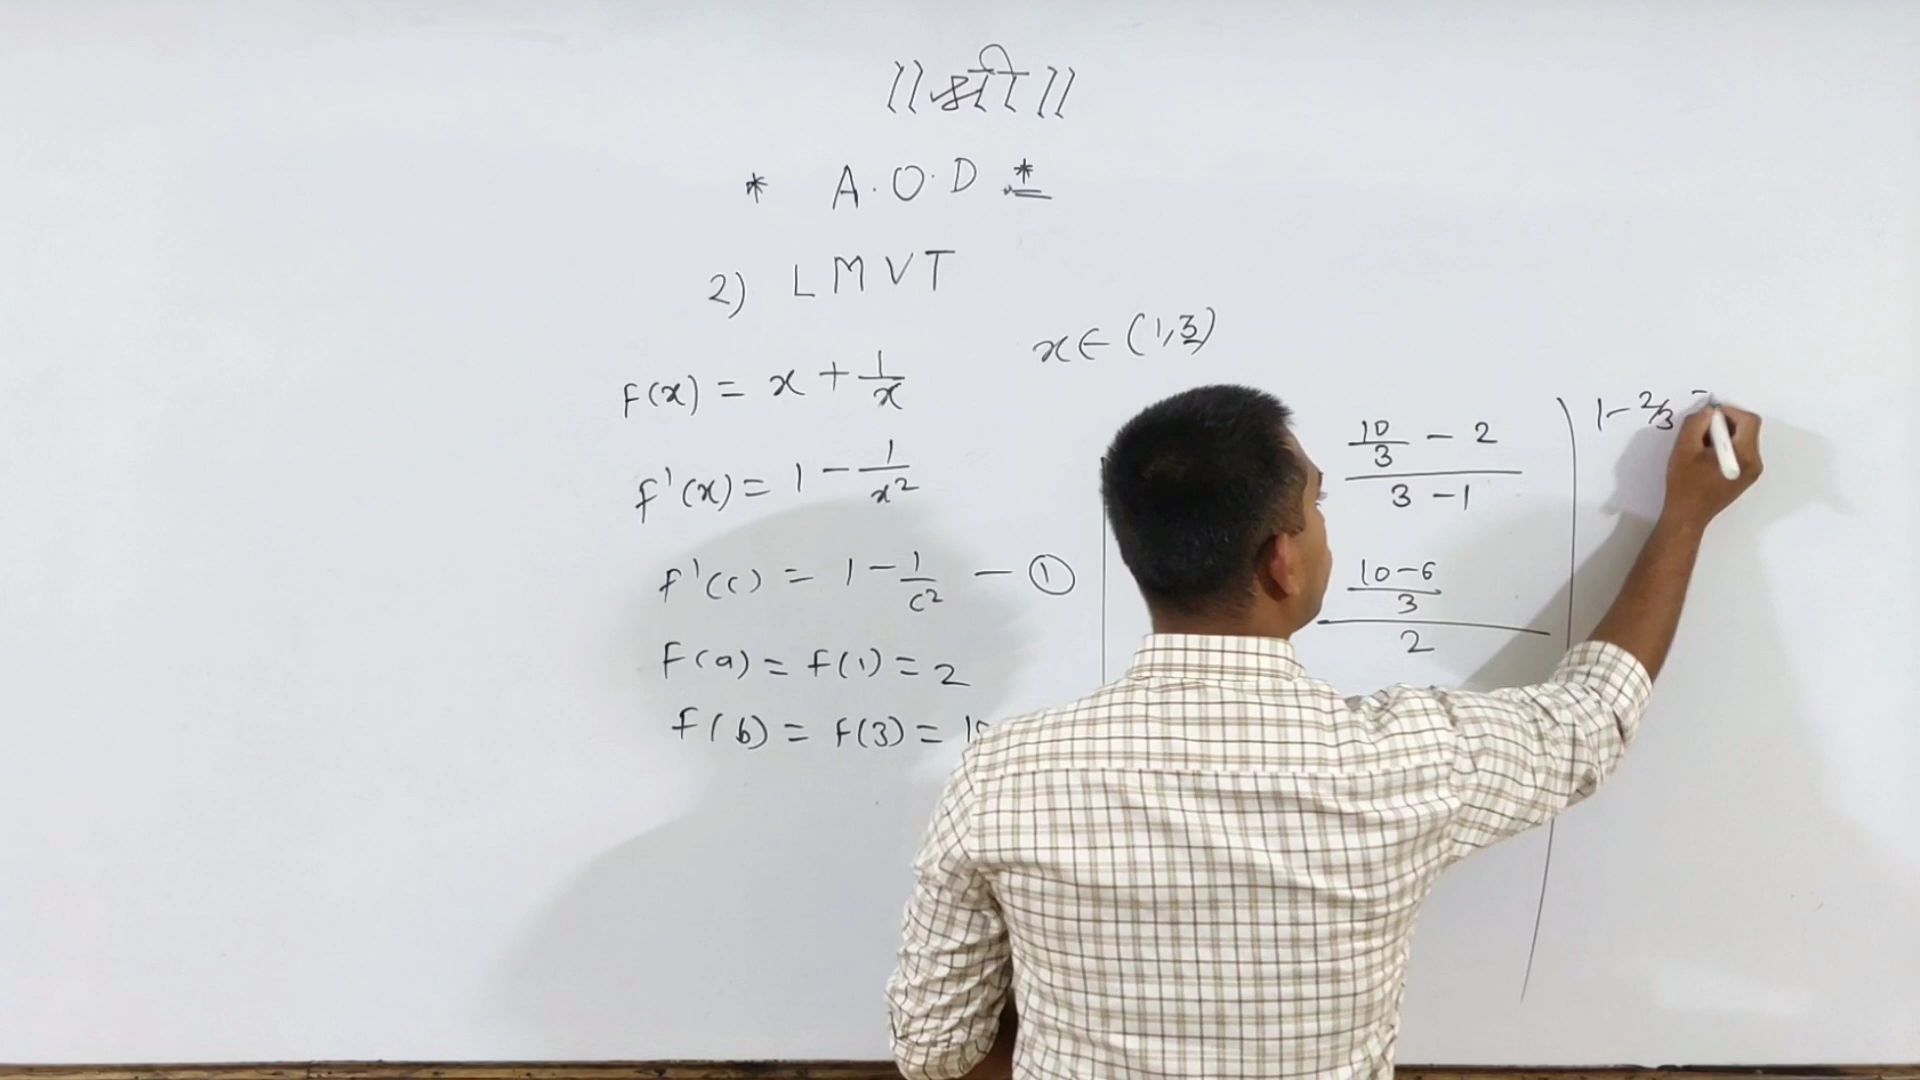 ॥ श्री ॥
* A.O.D *
2) LMVT
f(x) = x + 1/x
x ∈ (1,3)
f'(x) = 1 - 1/x²
f'(c) = 1 - 1/c² - ①
f(a) = f(1) = 2
f(b) = f(3) =
10/3 - 2
3 - 1
10-6/3
2
1 - 2/3